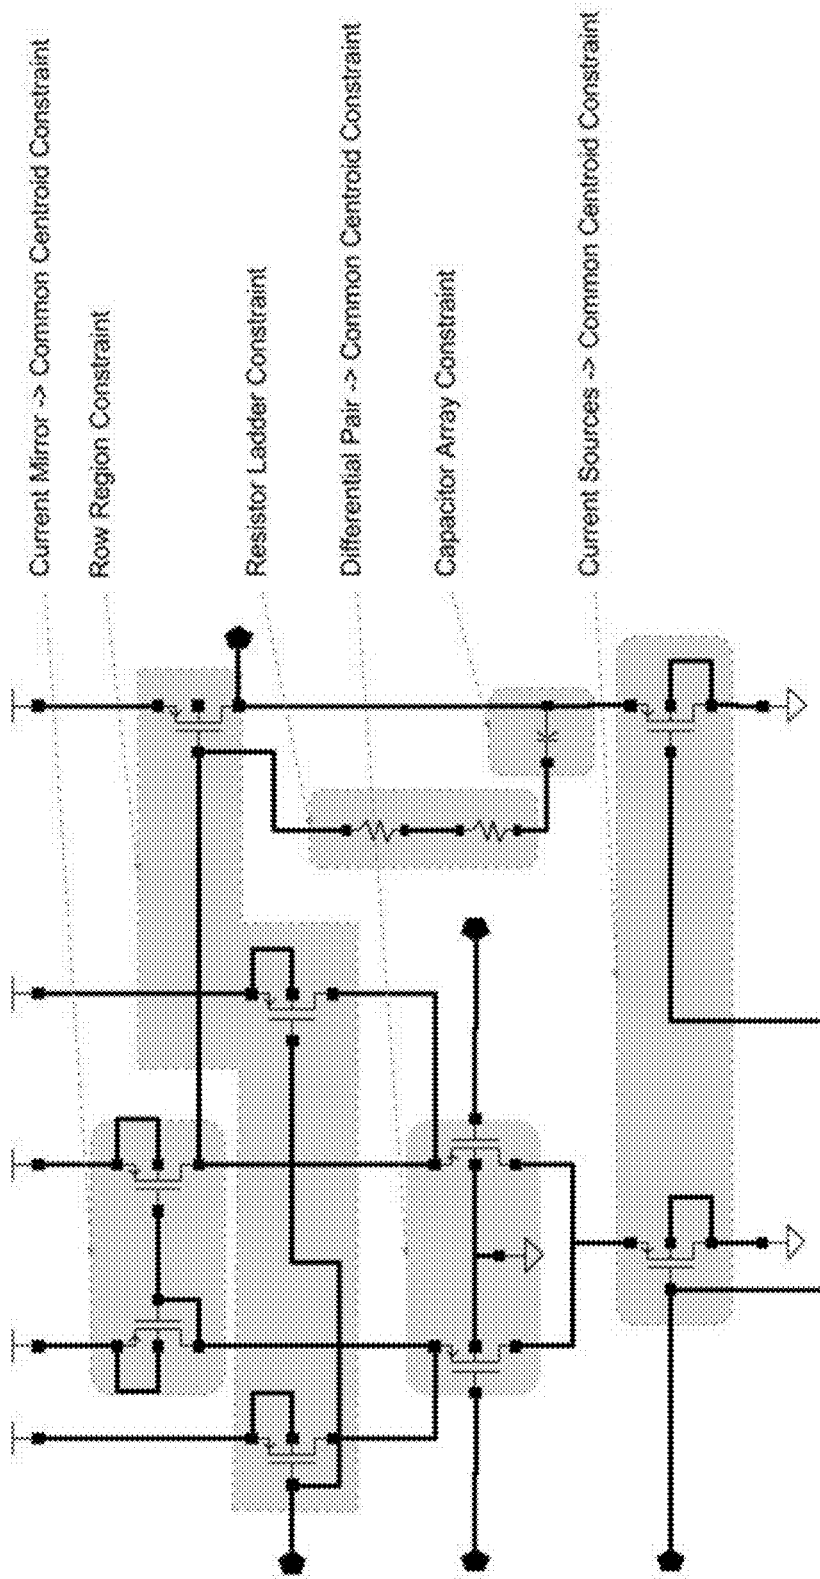 Current Mirror -> Common Centroid Constraint
Row Region Constraint
Resistor Ladder Constraint
Differential Pair -> Common Centroid Constraint
Capacitor Array Constraint
Current Sources -> Common Centroid Constraint